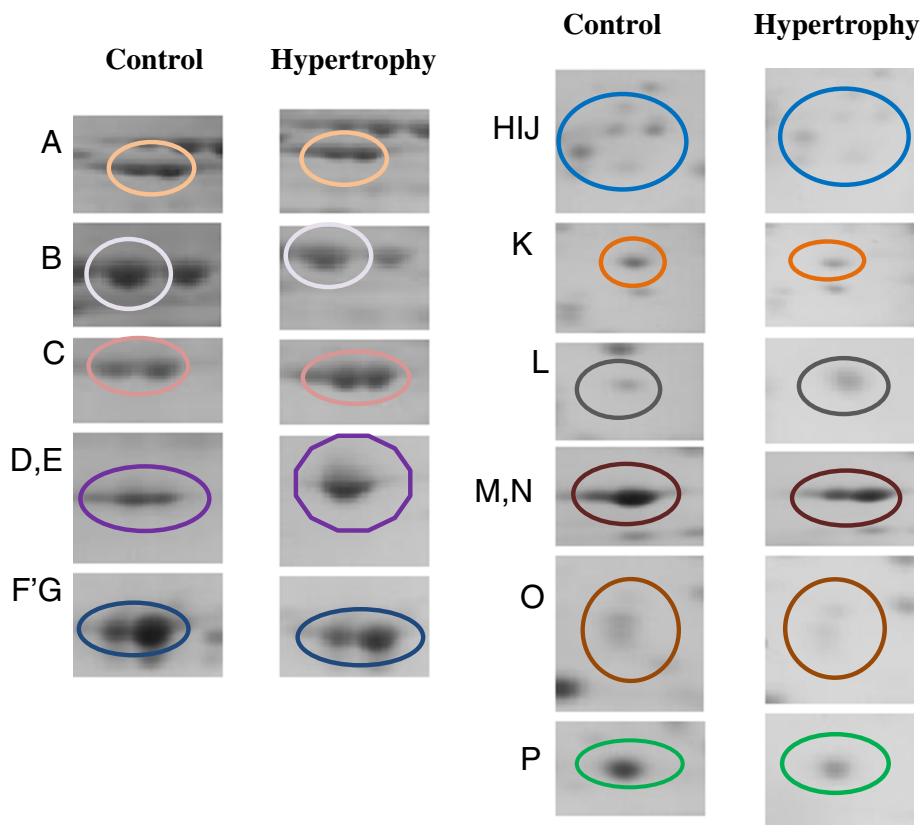 Control Hypertrophy
A
B
C
D,E
F'G
Control Hypertrophy
HIJ
K
L
M,N
O
P